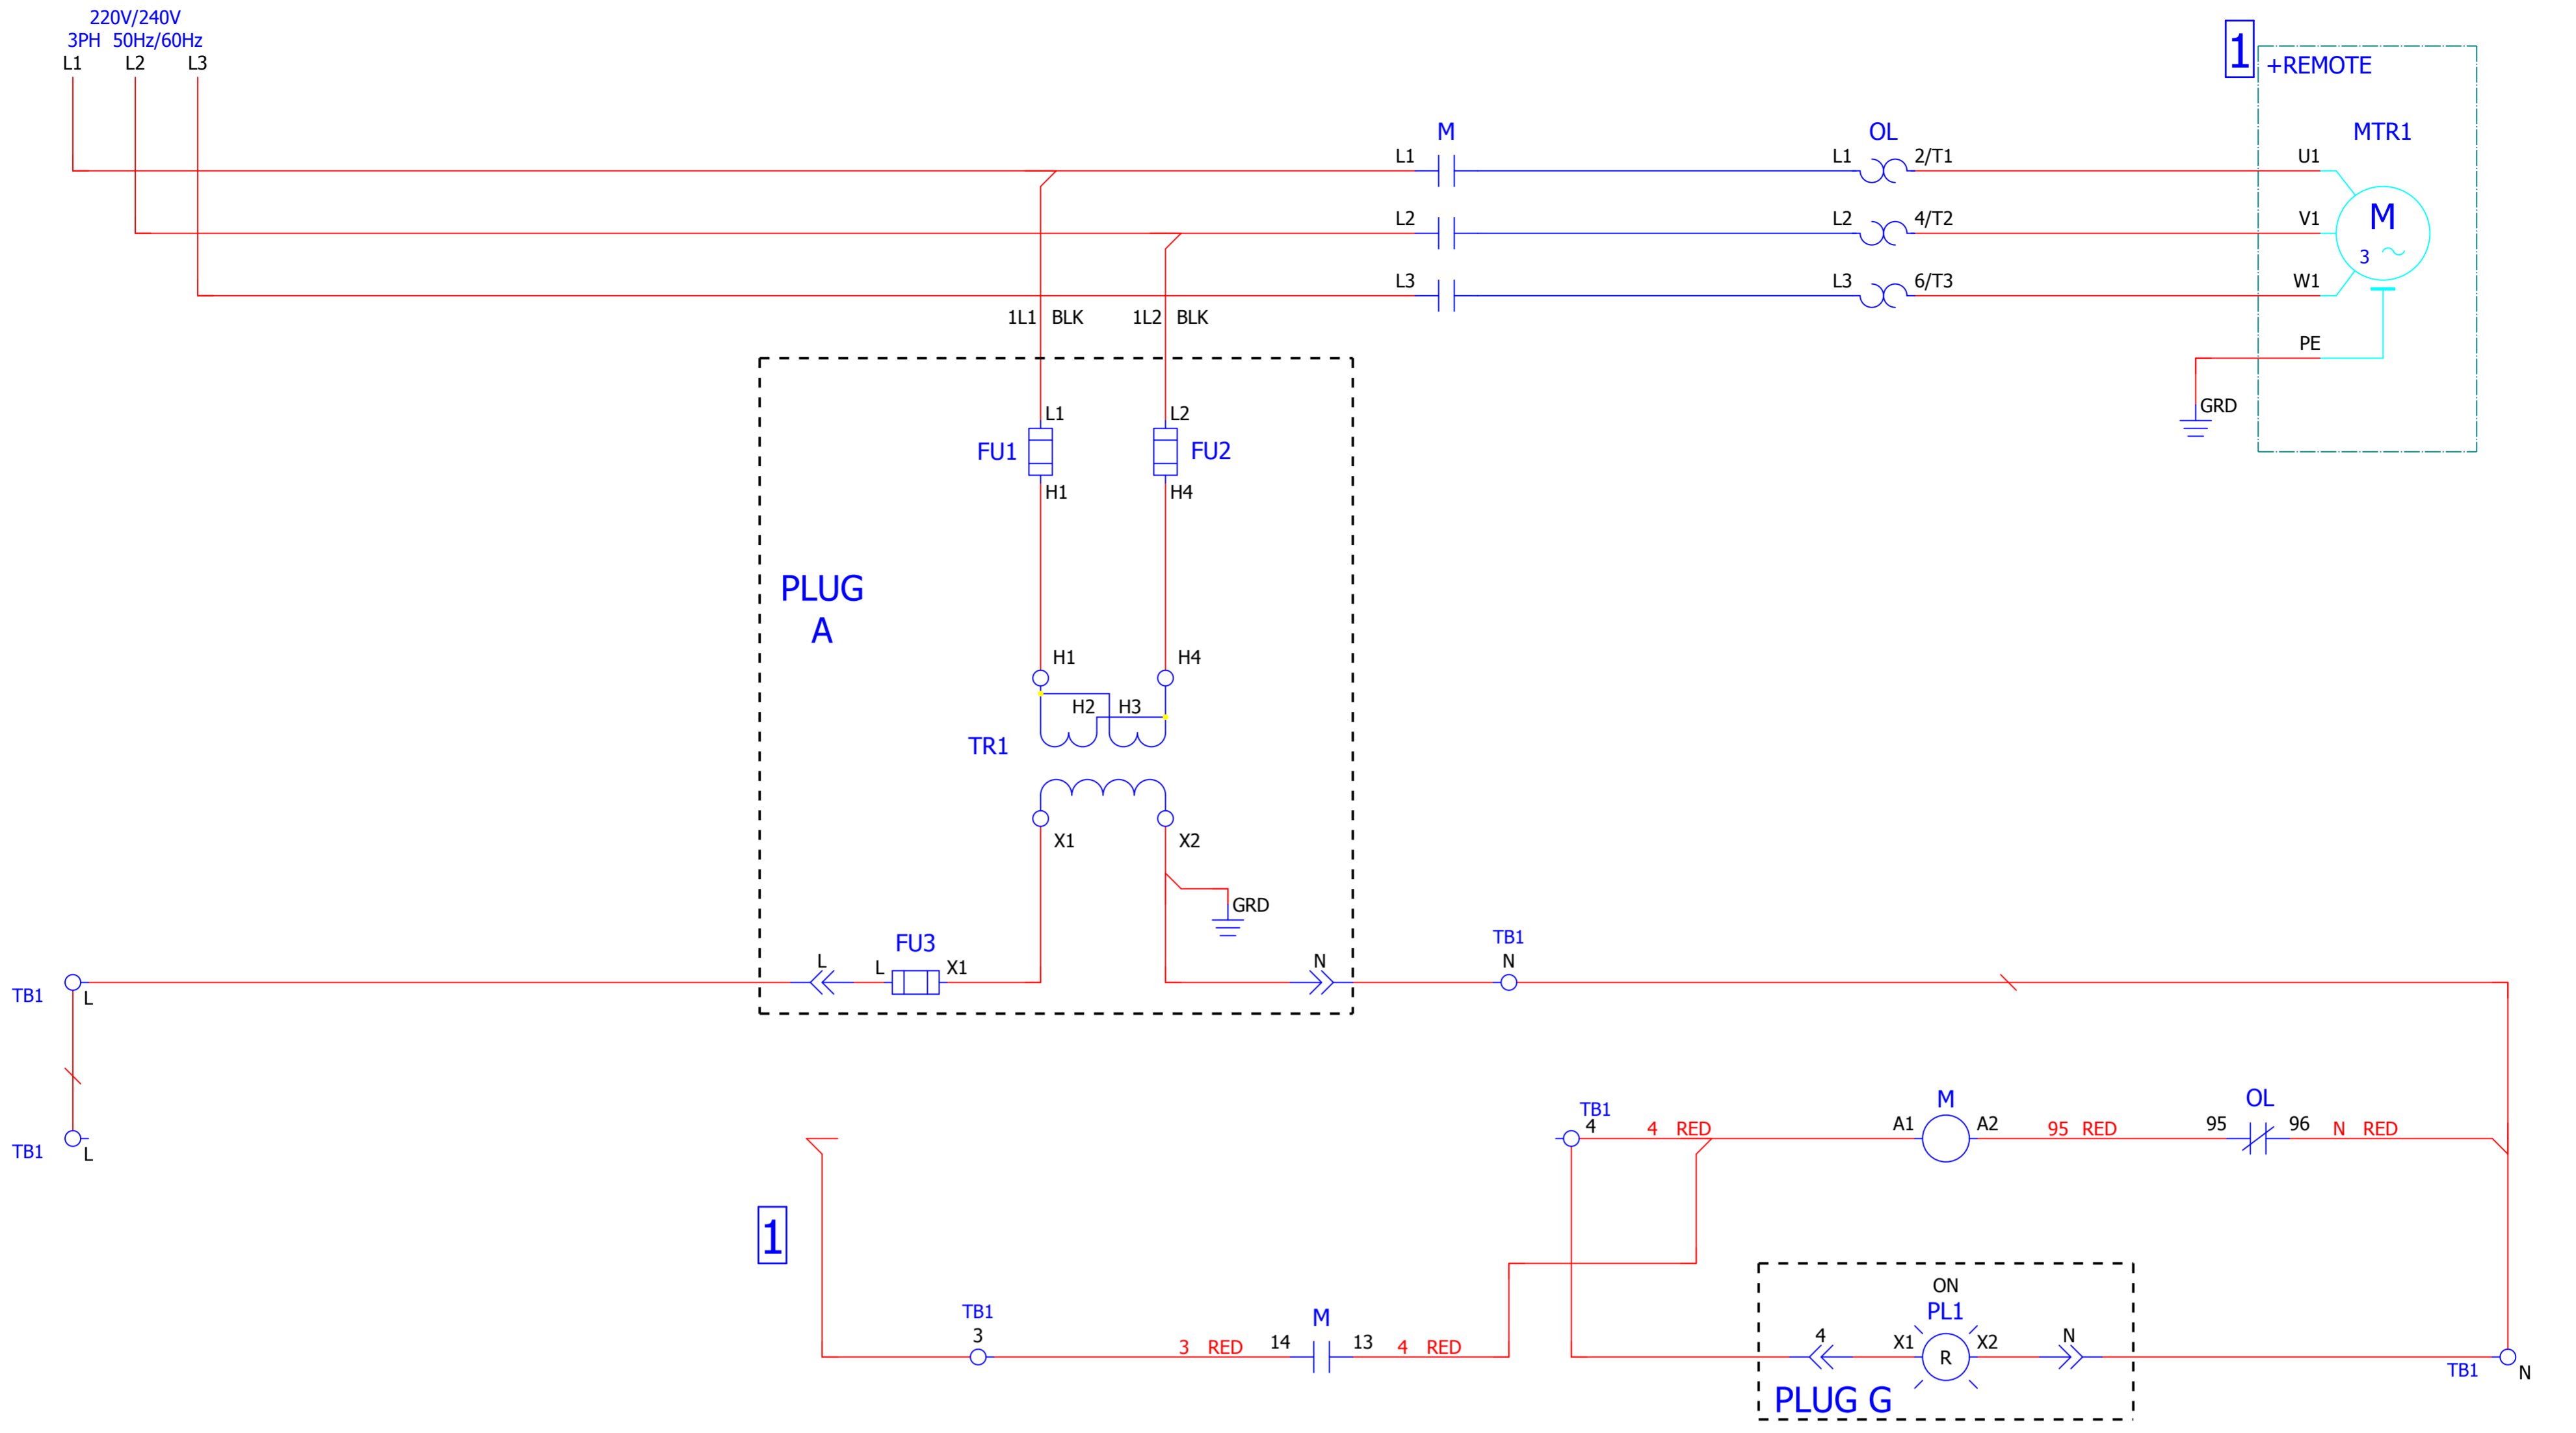 220V/240V
3PH 50Hz/60Hz
L1 L2 L3
1
+REMOTE
M OL MTR1
L1 L1 2/T1 U1
M
L2 L2 4/T2 V1
3
L3 L3 6/T3 W1
1L1 BLK 1L2 BLK
PE
GRD
L1 L2
FU1 FU2
H1 H4
PLUG
A
H1 H4
H2 H3
TR1
X1 X2
GRD
FU3
TB1
L L X1 N N
TB1 L
TB1 L
TB1
4
4 RED
M
A1 A2
95 RED
OL
95 96
N RED
1
TB1
3
3 RED
M
14 13
4 RED
ON
PL1
4 X1 R X2 N
PLUG G
TB1 N